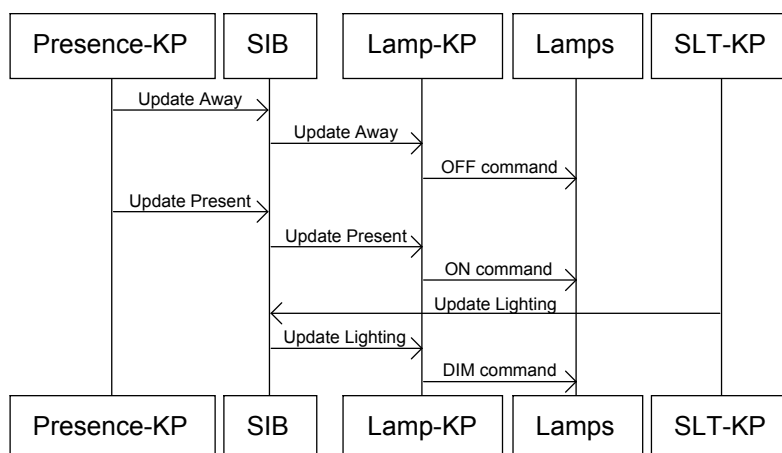 Presence-KP
SIB
Lamp-KP
Lamps
SLT-KP
Update Away
Update Away
OFF command
Update Present
Update Present
ON command
Update Lighting
Update Lighting
DIM command
Presence-KP
SIB
Lamp-KP
Lamps
SLT-KP